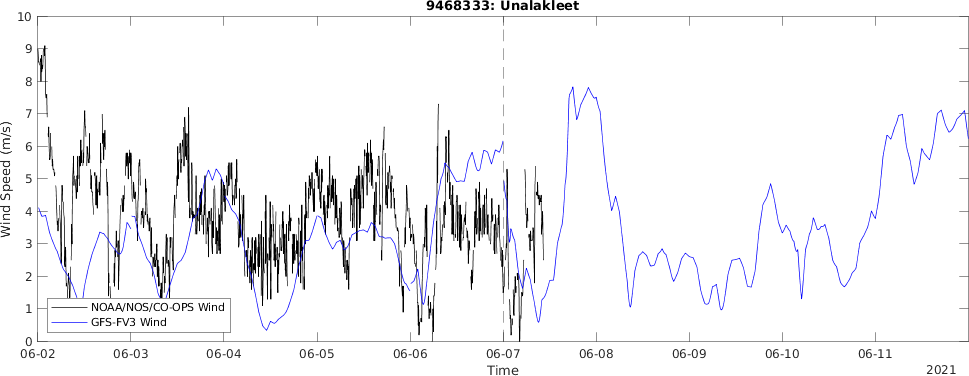 9468333: Unalakleet
10
9
8
7
6
5
4
3
2
1
0
Wind Speed (m/s)
NOAA/NOS/CO-OPS Wind
GFS-FV3 Wind
06-02 06-03 06-04 06-05 06-06 06-07 06-08 06-09 06-10 06-11
Time
2021